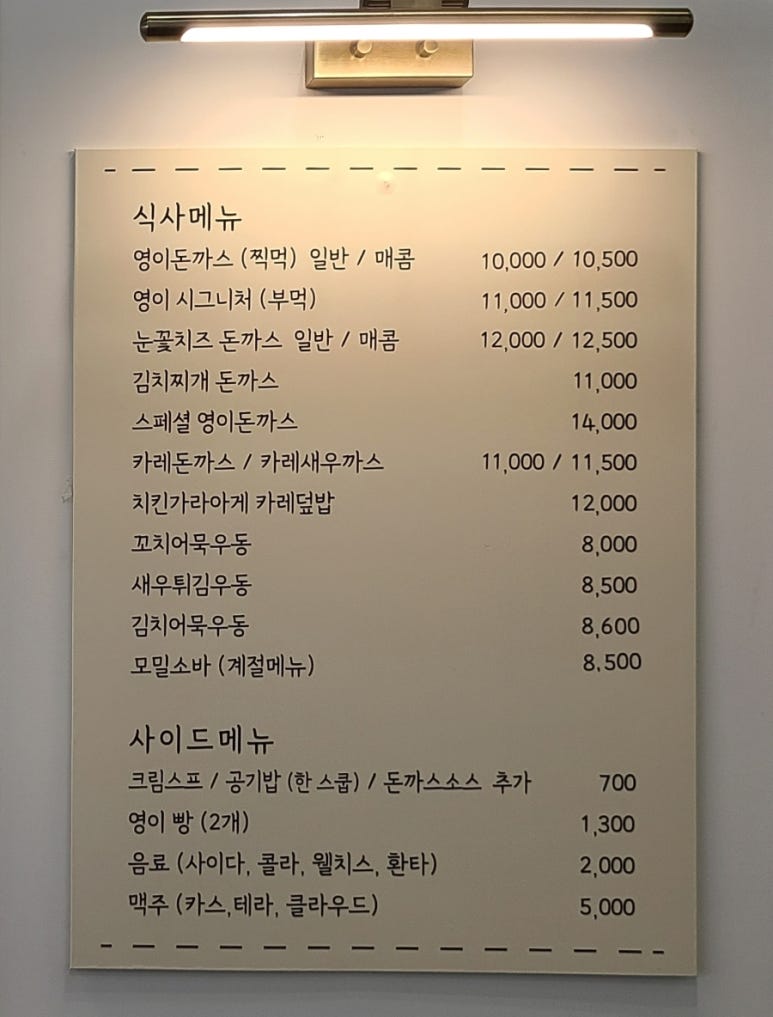 식사메뉴
영이돈까스 (찍먹) 일반 / 매콤 10,000 / 10,500
영이 시그니처 (부먹) 11,000 / 11,500
눈꽃치즈 돈까스 일반 / 매콤 12,000 / 12,500
김치찌개 돈까스 11,000
스페셜 영이돈까스 14,000
카레돈까스 / 카레새우까스 11,000 / 11,500
치킨가라아게 카레덮밥 12,000
꼬치어묵우동 8,000
새우튀김우동 8,500
김치어묵우동 8,600
모밀소바 (계절메뉴) 8.500
사이드메뉴
크림스프 / 공기밥 (한 스쿱) / 돈까스소스 추가 700
영이 빵 (2개) 1,300
음료 (사이다, 콜라, 웰치스, 환타) 2,000
맥주 (카스,테라, 클라우드) 5,000